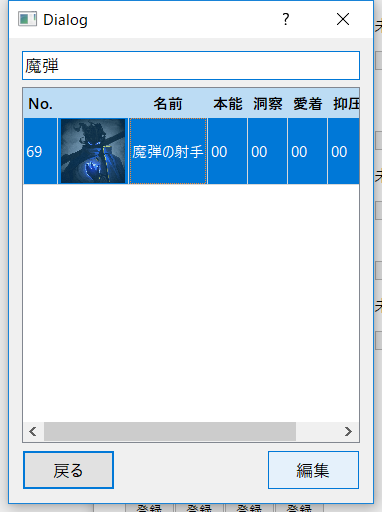 Dialog ?
魔弾
No. 名前 本能 洞察 愛着 抑圧
69 魔弾の射手 00 00 00 00
戻る 編集
登録 登録 登録 登録